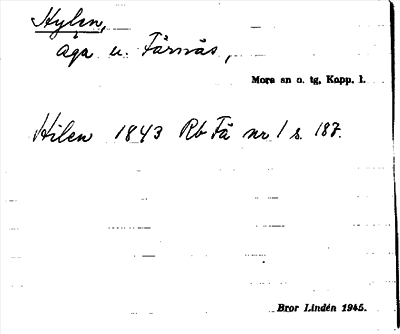 Hylen,
äga u. Färnäs,
Mora sn o. tg, Kopp. l.
Hilen 1843 Rb Fä nr 1 s. 187.
Bror Lindén 1945.